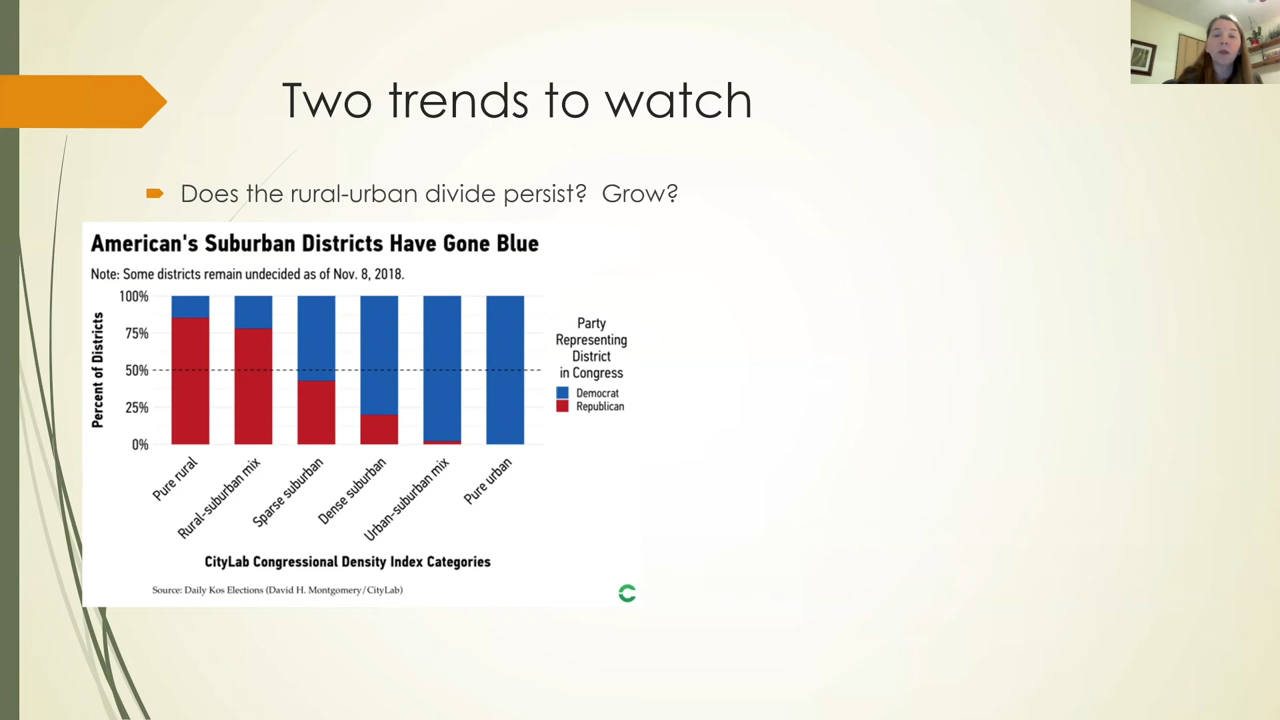 Two trends to watch
Does the rural-urban divide persist? Grow?
American's Suburban Districts Have Gone Blue
Note: Some districts remain undecided as of Nov. 8, 2018.
Percent of Districts
100%
75%
50%
25%
0%
Pure rural
Rural-suburban mix
Sparse suburban
Dense suburban
Urban-suburban mix
Pure urban
Party
Representing
District
in Congress
Democrat
Republican
CityLab Congressional Density Index Categories
Source: Daily Kos Elections (David H. Montgomery/CityLab)